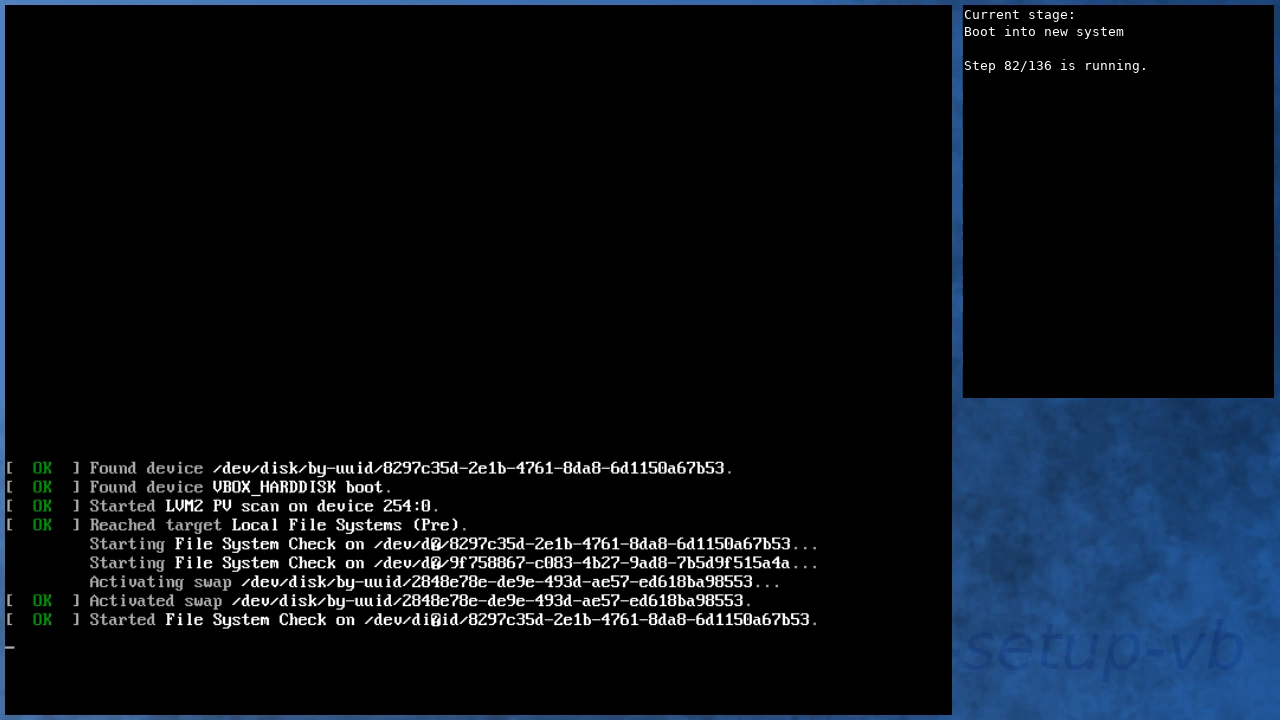 [  OK  ] Found device /dev/disk/by-uuid/8297c35d-2e1b-4761-8da8-6d1150a67b53.
[  OK  ] Found device VBOX_HARDDISK boot.
[  OK  ] Started LVM2 PV scan on device 254:0.
[  OK  ] Reached target Local File Systems (Pre).
         Starting File System Check on /dev/d�/8297c35d-2e1b-4761-8da8-6d1150a67b53...
         Starting File System Check on /dev/d�/9f758867-c083-4b27-9ad8-7b5d9f515a4a...
         Activating swap /dev/disk/by-uuid/2848e78e-de9e-493d-ae57-ed618ba98553...
[  OK  ] Activated swap /dev/disk/by-uuid/2848e78e-de9e-493d-ae57-ed618ba98553.
[  OK  ] Started File System Check on /dev/di�id/8297c35d-2e1b-4761-8da8-6d1150a67b53.
_
Current stage:
Boot into new system
Step 82/136 is running.
setup-vb